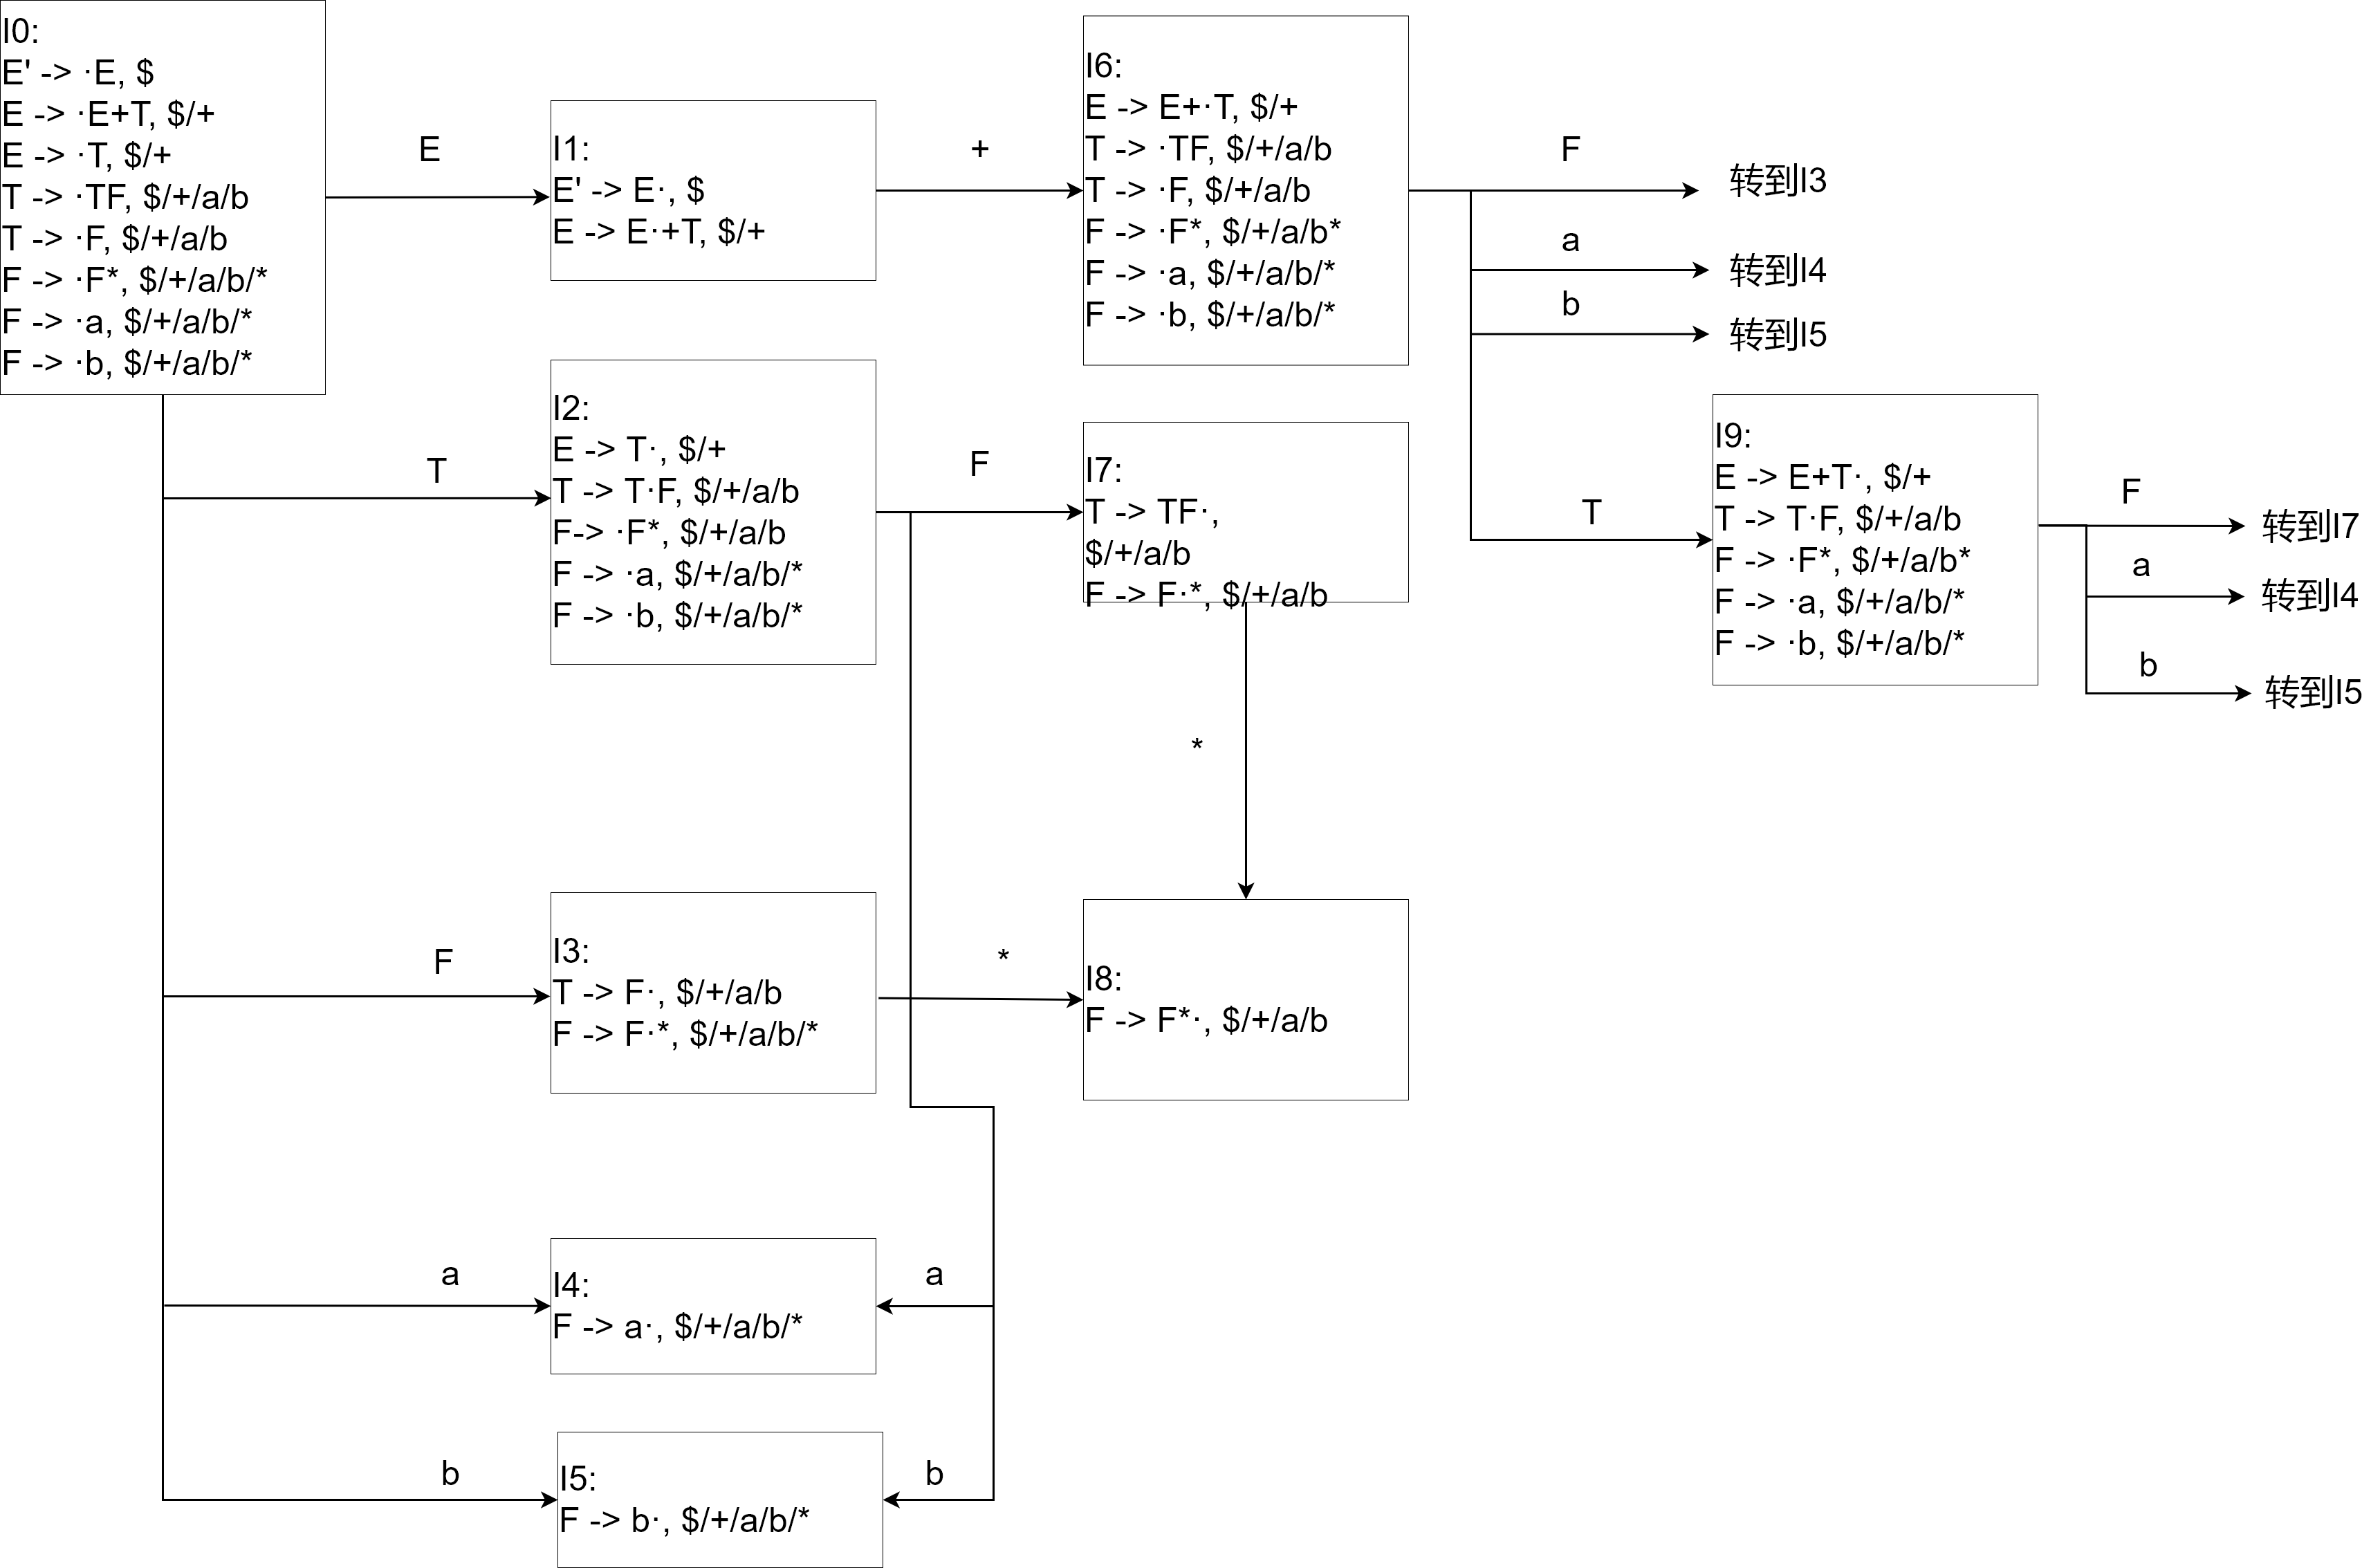 I0:
E' -> ·E, $
E -> ·E+T, $/+
E -> ·T, $/+
T -> ·TF, $/+/a/b
T -> ·F, $/+/a/b
F -> ·F*, $/+/a/b/*
F -> ·a, $/+/a/b/*
F -> ·b, $/+/a/b/*
E
I1:
E' -> E·, $
E -> E·+T, $/+
+
I6:
E -> E+·T, $/+
T -> ·TF, $/+/a/b
T -> ·F, $/+/a/b
F -> ·F*, $/+/a/b*
F -> ·a, $/+/a/b/*
F -> ·b, $/+/a/b/*
F
转到I3
a
转到I4
b
转到I5
T
I2:
E -> T·, $/+
T -> T·F, $/+/a/b
F-> ·F*, $/+/a/b
F -> ·a, $/+/a/b/*
F -> ·b, $/+/a/b/*
F
I7:
T -> TF·,
$/+/a/b
F -> F·*, $/+/a/b
T
I9:
E -> E+T·, $/+
T -> T·F, $/+/a/b
F -> ·F*, $/+/a/b*
F -> ·a, $/+/a/b/*
F -> ·b, $/+/a/b/*
F
转到I7
a
转到I4
b
转到I5
*
F
I3:
T -> F·, $/+/a/b
F -> F·*, $/+/a/b/*
*
I8:
F -> F*·, $/+/a/b
a
I4:
F -> a·, $/+/a/b/*
a
b
I5:
F -> b·, $/+/a/b/*
b